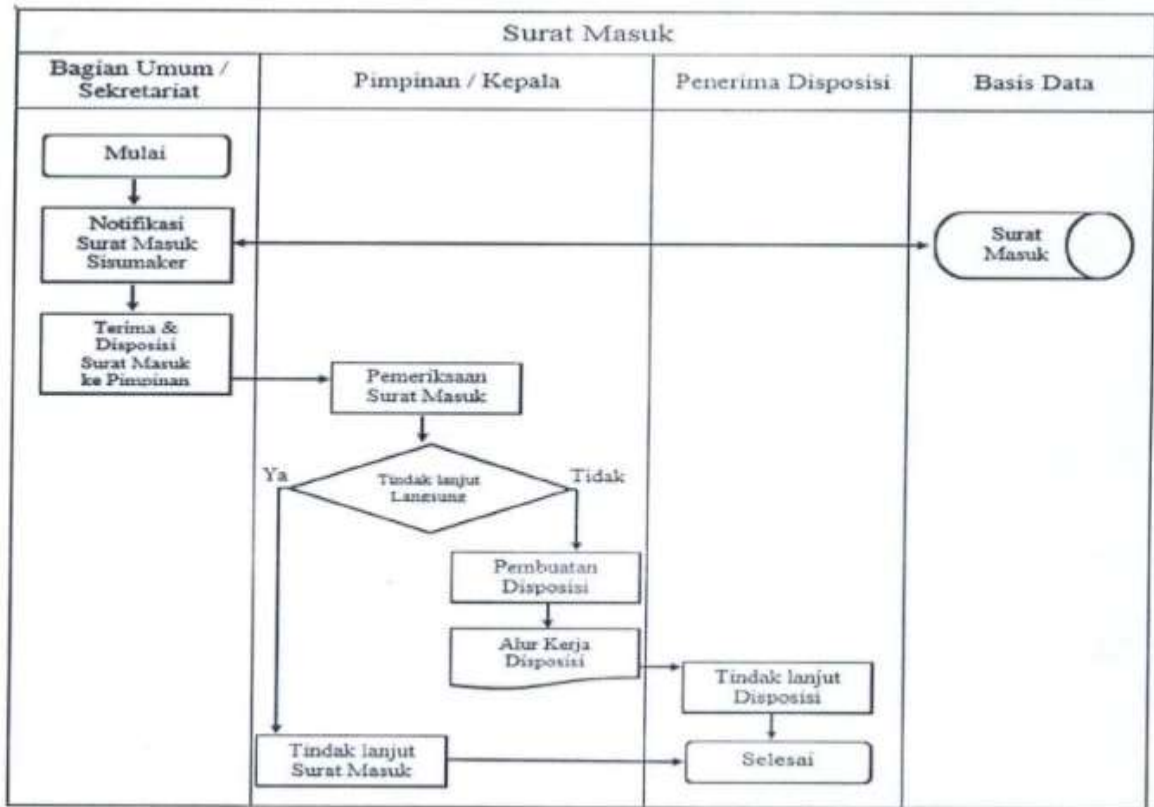 Surat Masuk
Bagian Umum /
Sekretariat
Pimpinan / Kepala
Penerima Disposisi
Basis Data
Mulai
Notifikasi
Surat Masuk
Sisumaker
Surat
Masuk
Terima &
Disposisi
Surat Masuk
ke Pimpinan
Pemeriksaan
Surat Masuk
Ya
Tindak lanjut
Langsung
Tidak
Pembuatan
Disposisi
Alur Kerja
Disposisi
Tindak lanjut
Disposisi
Tindak lanjut
Surat Masuk
Selesai